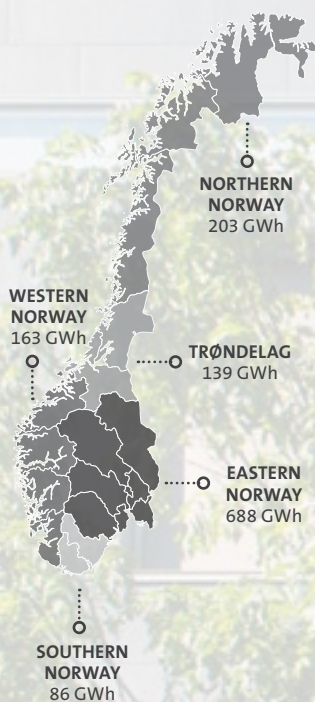 NORTHERN
NORWAY
203 GWh
WESTERN
NORWAY
163 GWh
TRØNDELAG
139 GWh
EASTERN
NORWAY
688 GWh
SOUTHERN
NORWAY
86 GWh